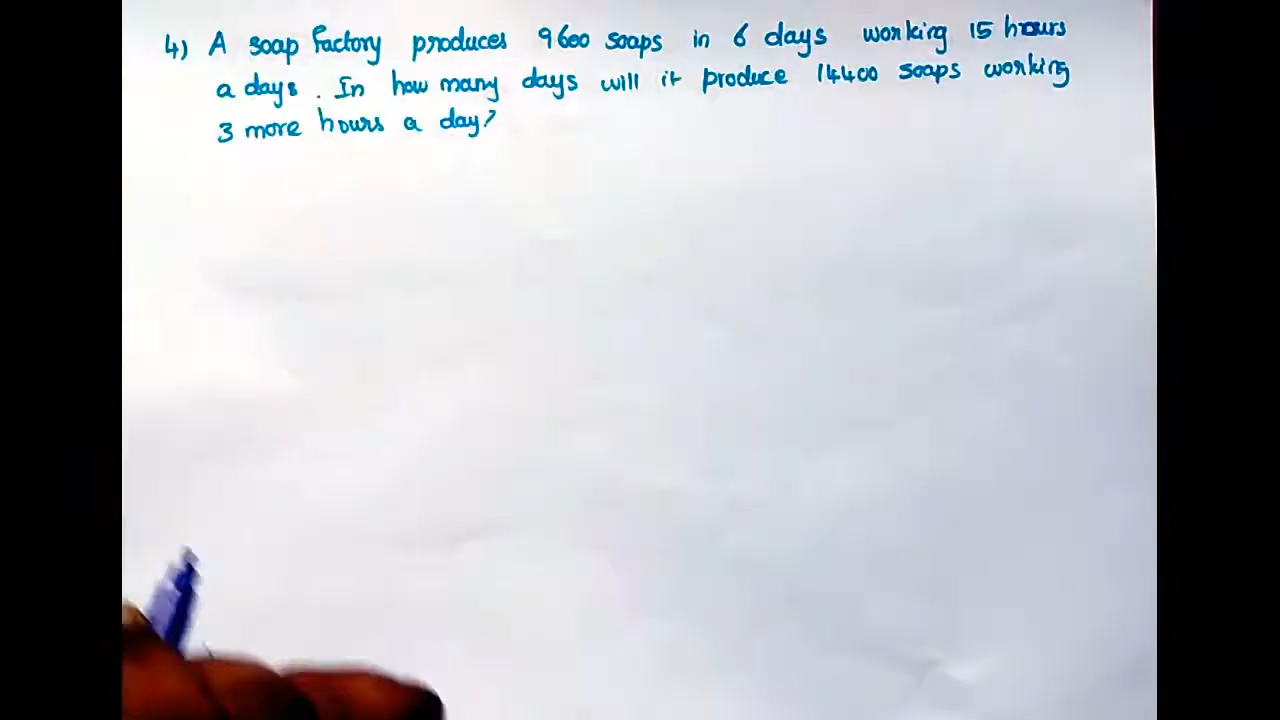 4) A soap factory produces 9600 soaps in 6 days working 15 hours
a days. In how many days will it produce 14400 soaps working
3 more hours a day?